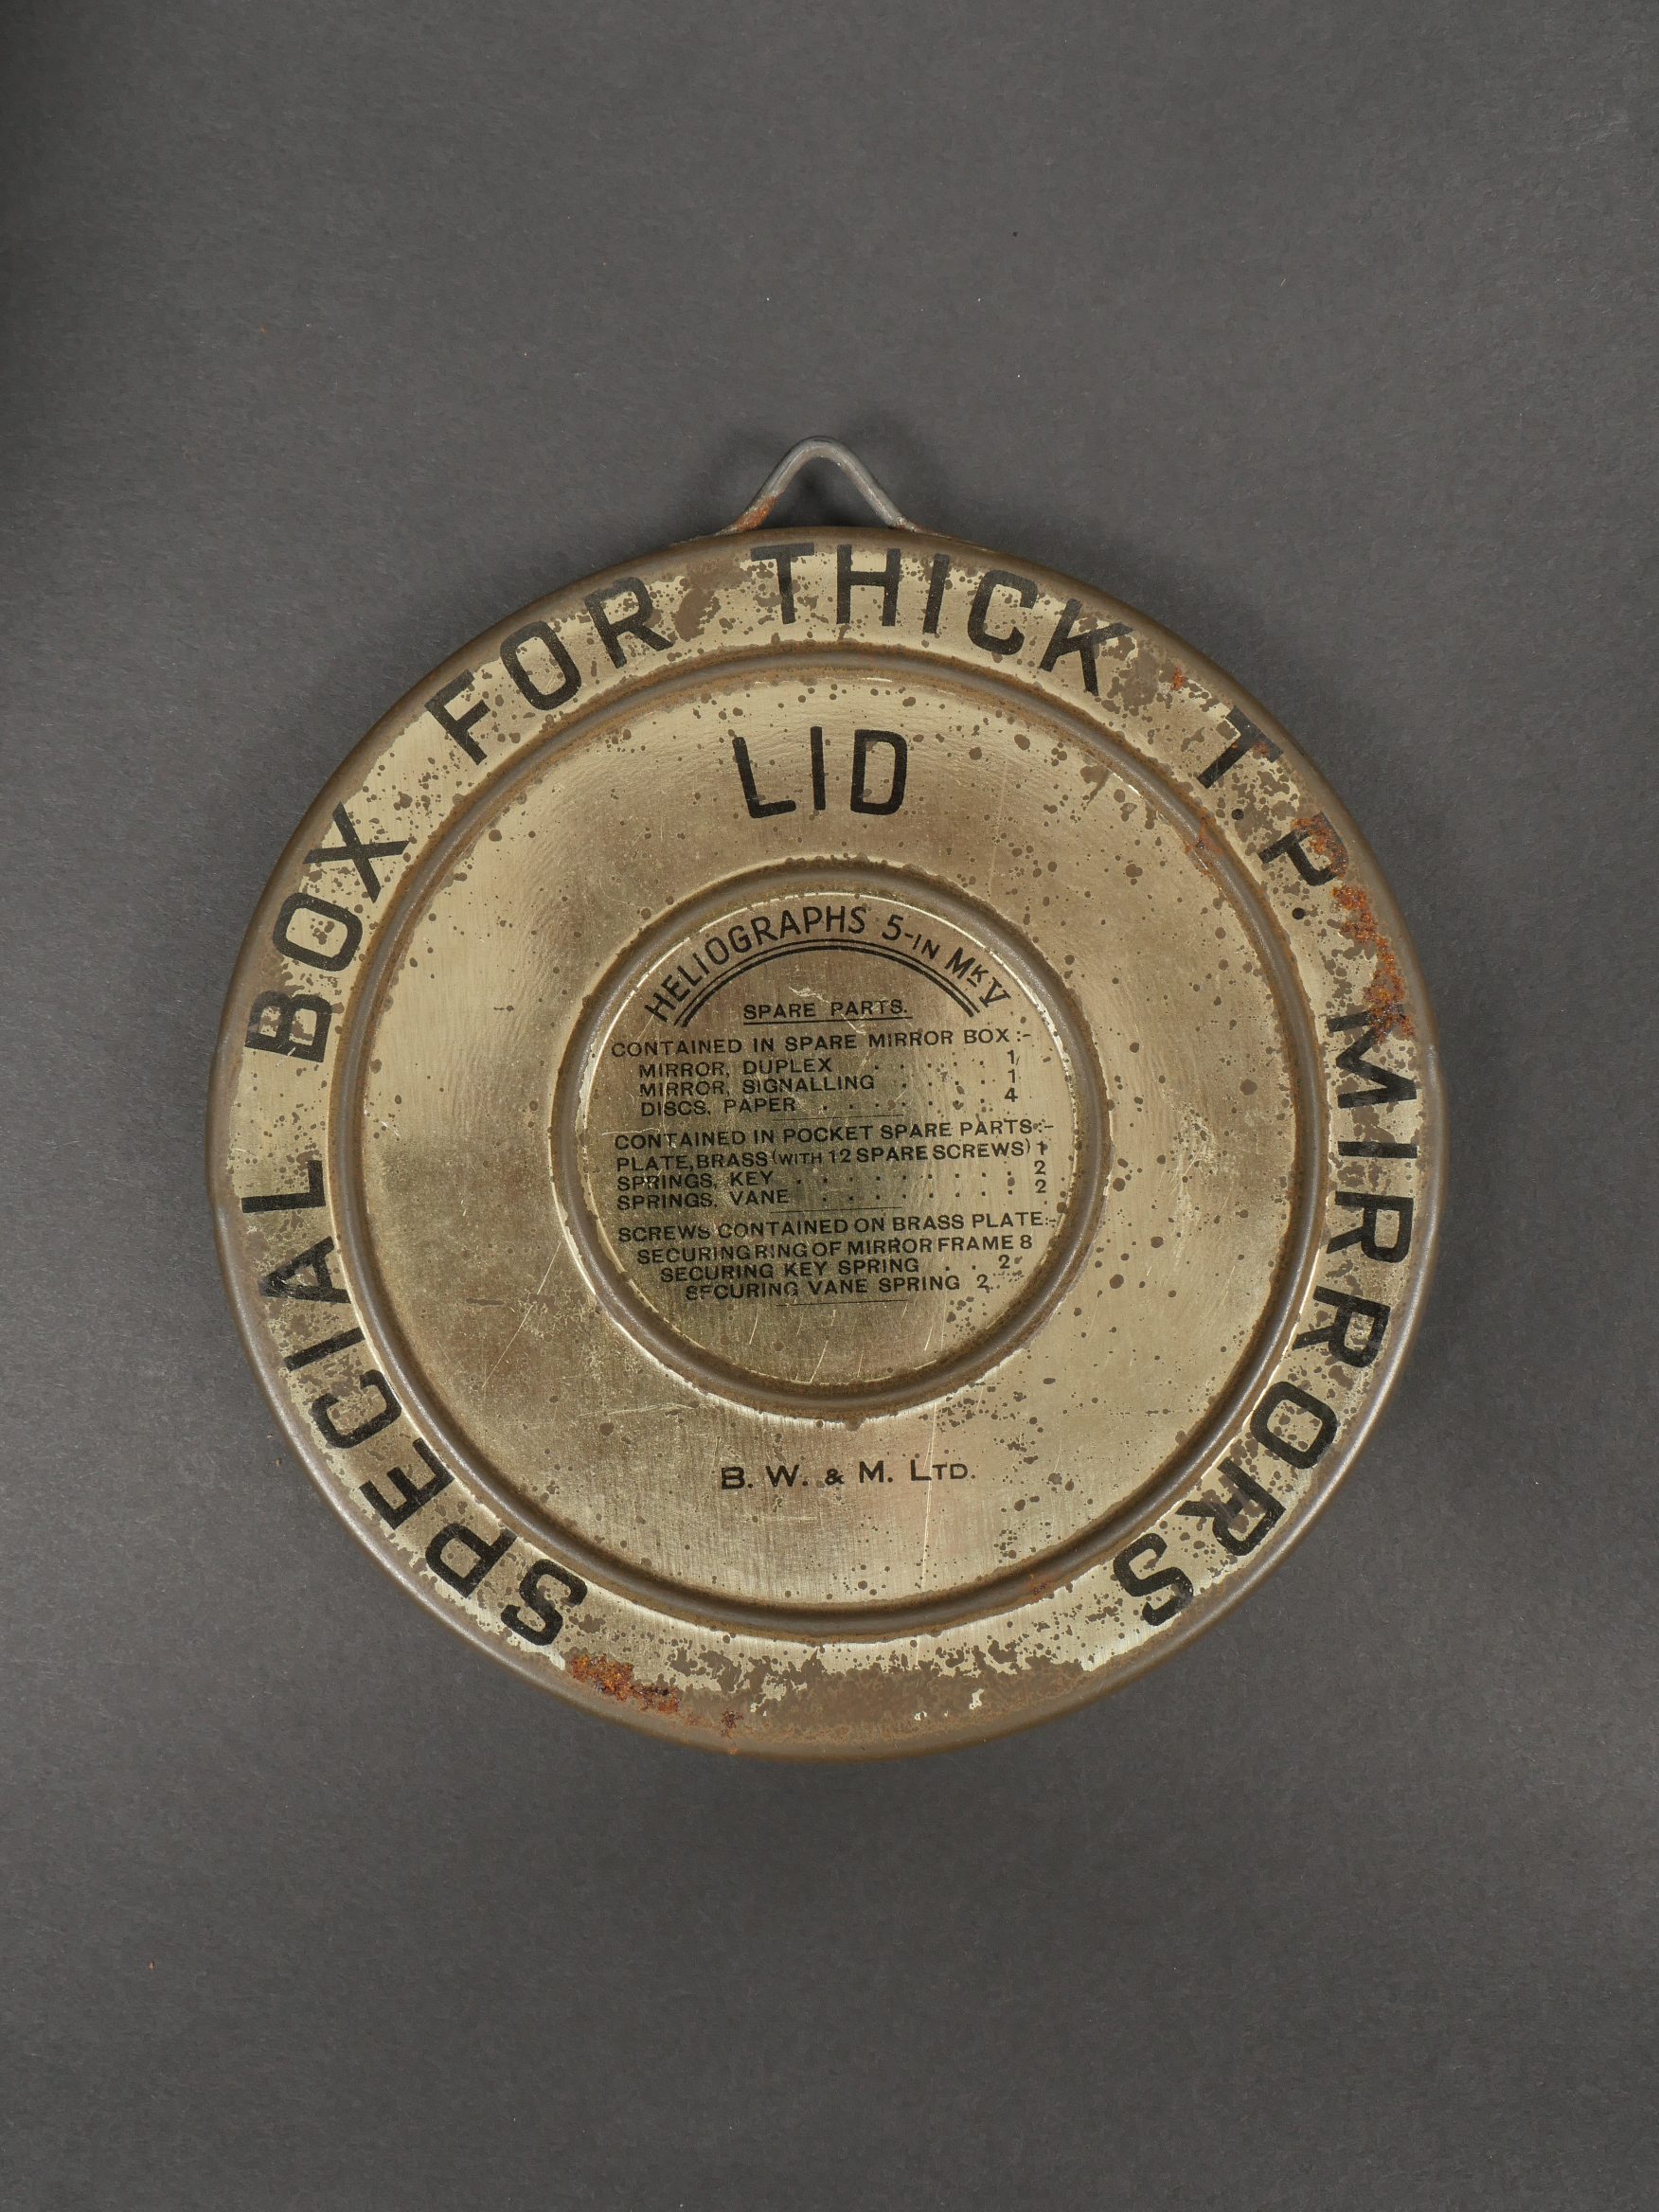 SPECIAL BOX FOR THICK T.P. MIRRORS
LID
HELIOGRAPHS 5-IN MK V
SPARE PARTS.
CONTAINED IN SPARE MIRROR BOX:-
MIRROR, DUPLEX . . . . . . 1
MIRROR, SIGNALLING . . . . 1
DISCS, PAPER . . . . . . . 4
CONTAINED IN POCKET SPARE PARTS:-
PLATE, BRASS (WITH 12 SPARE SCREWS) 1
SPRINGS, KEY . . . . . . . . . 2
SPRINGS, VANE . . . . . . . . 2
SCREWS CONTAINED ON BRASS PLATE:-
SECURING RING OF MIRROR FRAME 8
SECURING KEY SPRING . . 2
SECURING VANE SPRING 2
B. W. & M. LTD.